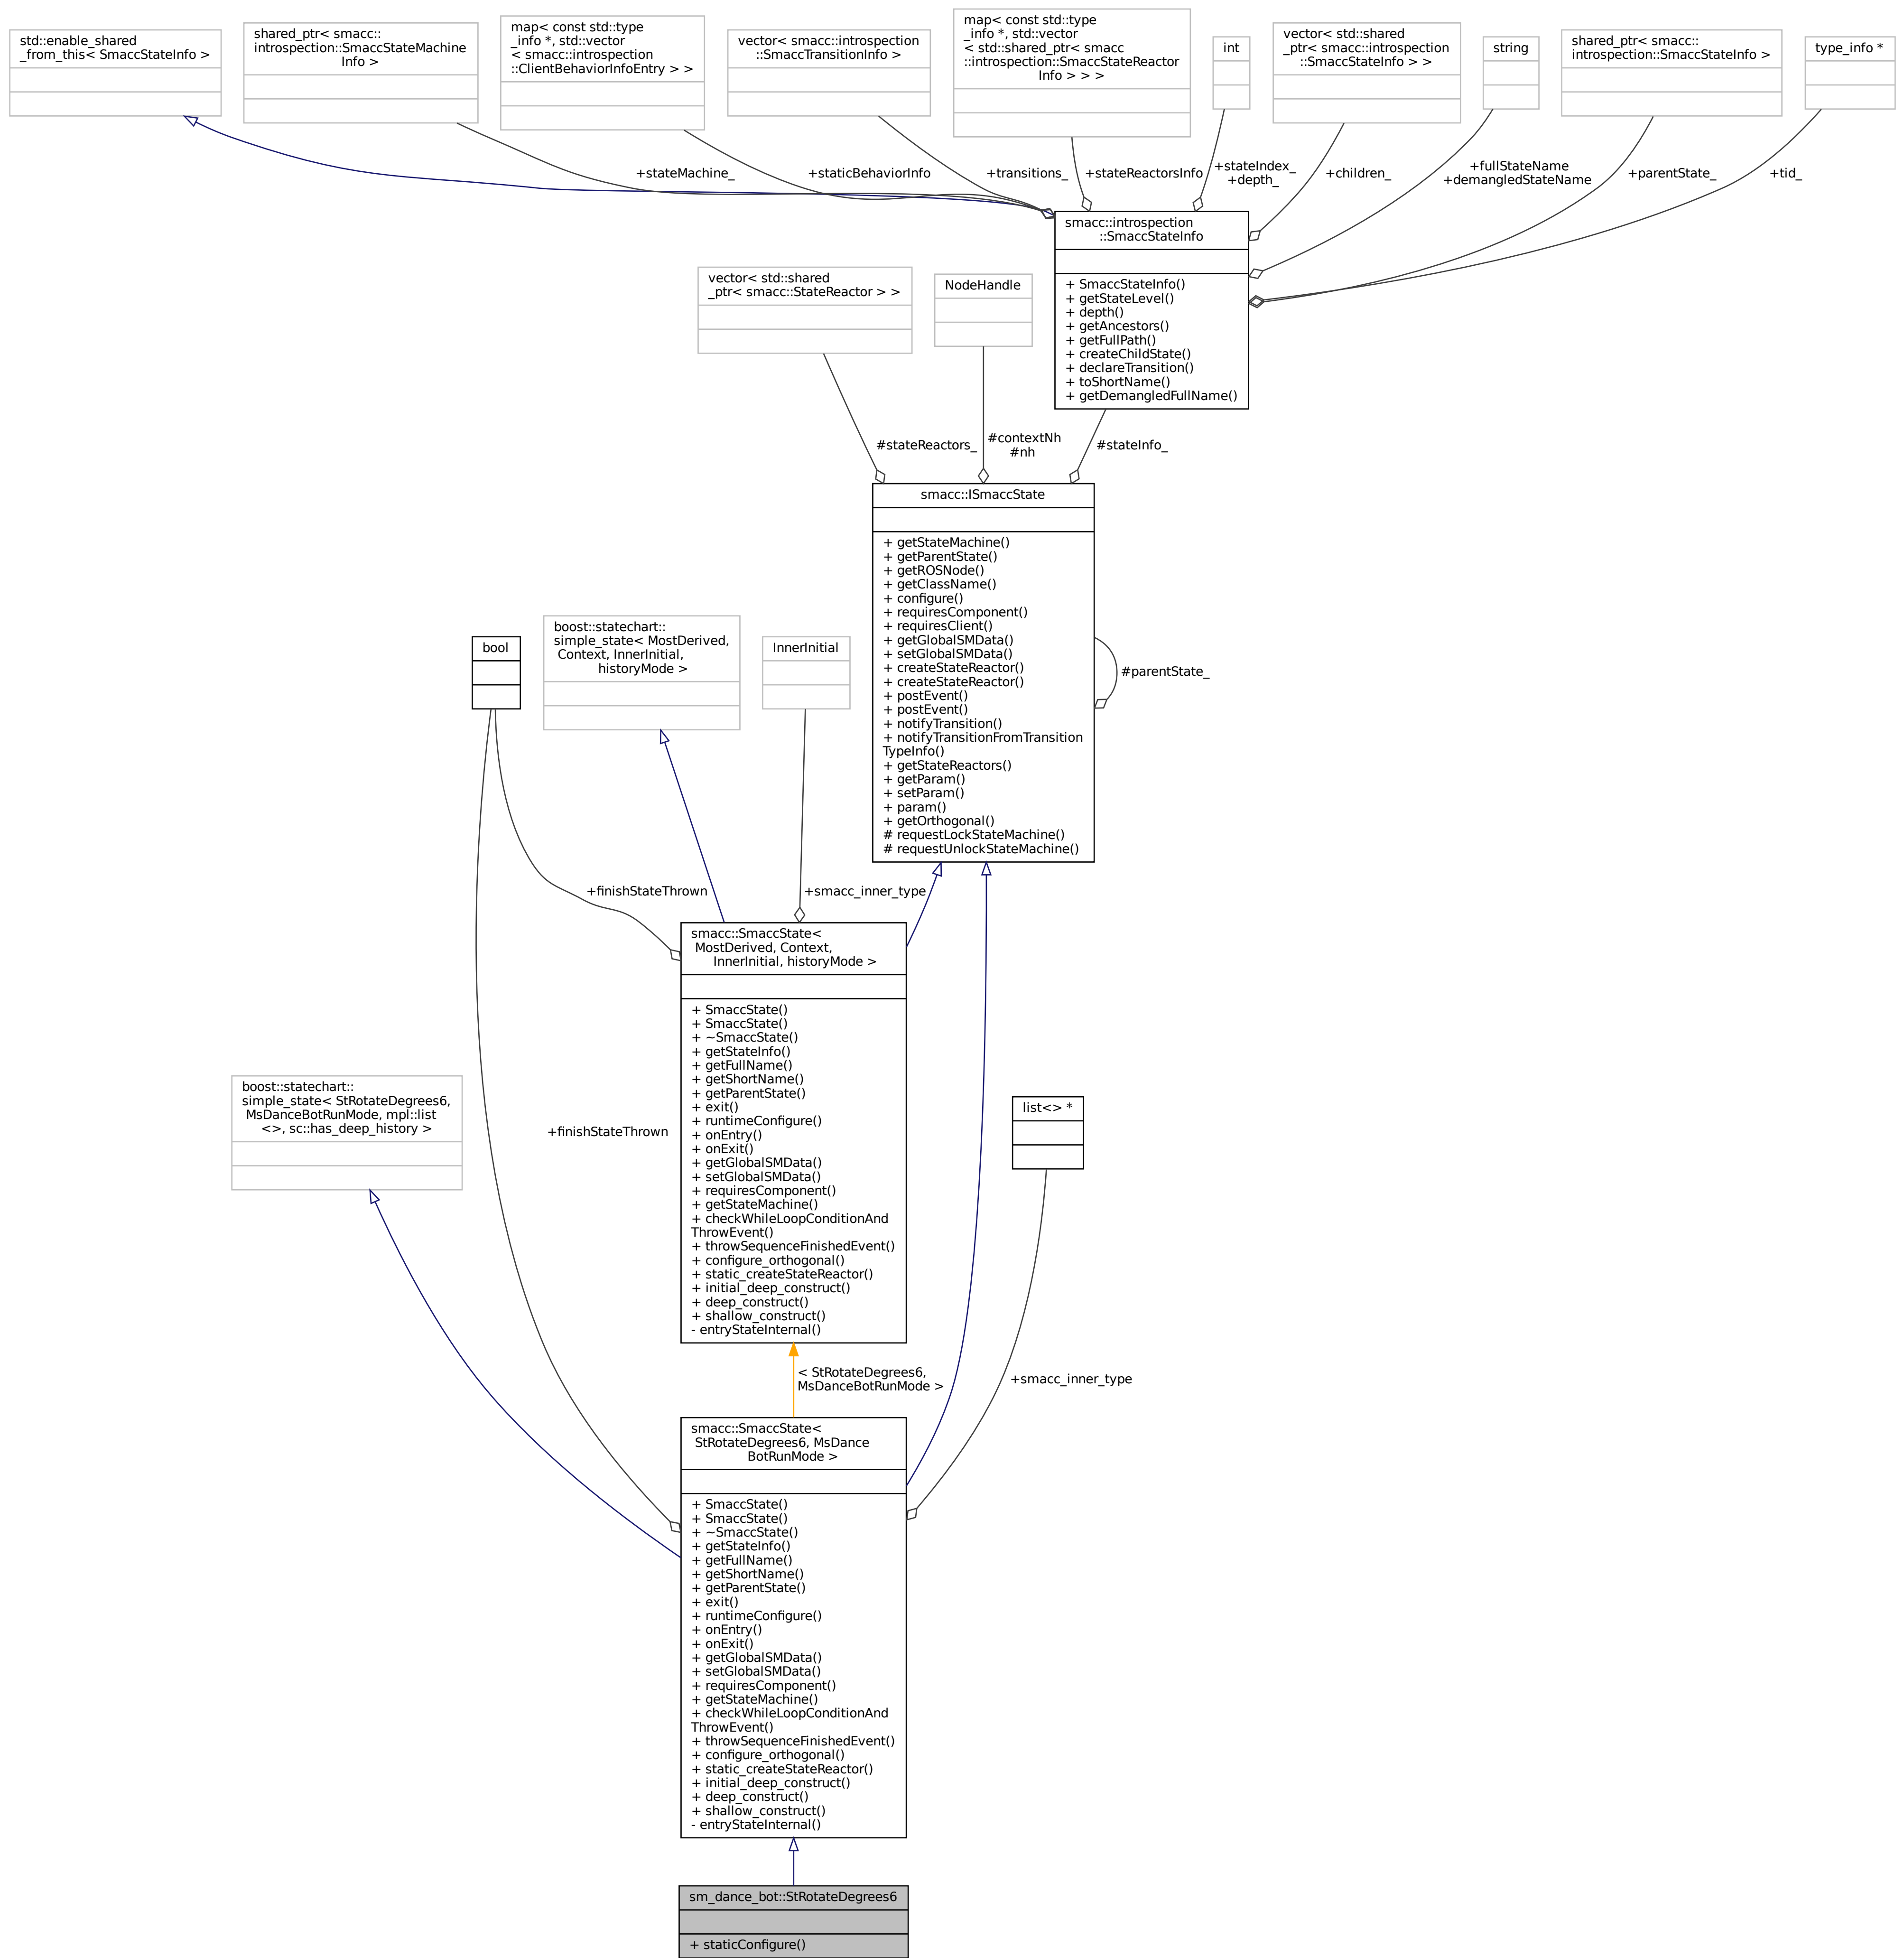 std::enable_shared
_from_this< SmaccStateInfo >
shared_ptr< smacc::
introspection::SmaccStateMachine
Info >
map< const std::type
_info *, std::vector
< smacc::introspection
::ClientBehaviorInfoEntry > >
vector< smacc::introspection
::SmaccTransitionInfo >
map< const std::type
_info *, std::vector
< std::shared_ptr< smacc
::introspection::SmaccStateReactor
Info > > >
int
vector< std::shared
_ptr< smacc::introspection
::SmaccStateInfo > >
string
shared_ptr< smacc::
introspection::SmaccStateInfo >
type_info *
+stateMachine_
+staticBehaviorInfo
+transitions_
+stateReactorsInfo
+stateIndex_
+depth_
+children_
+fullStateName
+demangledStateName
+parentState_
+tid_
smacc::introspection
::SmaccStateInfo
+ SmaccStateInfo()
+ getStateLevel()
+ depth()
+ getAncestors()
+ getFullPath()
+ createChildState()
+ declareTransition()
+ toShortName()
+ getDemangledFullName()
vector< std::shared
_ptr< smacc::StateReactor > >
NodeHandle
#stateReactors_
#contextNh
#nh
#stateInfo_
smacc::ISmaccState
+ getStateMachine()
+ getParentState()
+ getROSNode()
+ getClassName()
+ configure()
+ requiresComponent()
+ requiresClient()
+ getGlobalSMData()
+ setGlobalSMData()
+ createStateReactor()
+ createStateReactor()
+ postEvent()
+ postEvent()
+ notifyTransition()
+ notifyTransitionFromTransition
TypeInfo()
+ getStateReactors()
+ getParam()
+ setParam()
+ param()
+ getOrthogonal()
# requestLockStateMachine()
# requestUnlockStateMachine()
#parentState_
bool
boost::statechart::
simple_state< MostDerived,
Context, InnerInitial,
historyMode >
InnerInitial
+finishStateThrown
+smacc_inner_type
smacc::SmaccState<
MostDerived, Context,
InnerInitial, historyMode >
+ SmaccState()
+ SmaccState()
+ ~SmaccState()
+ getStateInfo()
+ getFullName()
+ getShortName()
+ getParentState()
+ exit()
+ runtimeConfigure()
+ onEntry()
+ onExit()
+ getGlobalSMData()
+ setGlobalSMData()
+ requiresComponent()
+ getStateMachine()
+ checkWhileLoopConditionAnd
ThrowEvent()
+ throwSequenceFinishedEvent()
+ configure_orthogonal()
+ static_createStateReactor()
+ initial_deep_construct()
+ deep_construct()
+ shallow_construct()
- entryStateInternal()
boost::statechart::
simple_state< StRotateDegrees6,
MsDanceBotRunMode, mpl::list
<>, sc::has_deep_history >
+finishStateThrown
list<> *
< StRotateDegrees6,
MsDanceBotRunMode >
+smacc_inner_type
smacc::SmaccState<
StRotateDegrees6, MsDance
BotRunMode >
+ SmaccState()
+ SmaccState()
+ ~SmaccState()
+ getStateInfo()
+ getFullName()
+ getShortName()
+ getParentState()
+ exit()
+ runtimeConfigure()
+ onEntry()
+ onExit()
+ getGlobalSMData()
+ setGlobalSMData()
+ requiresComponent()
+ getStateMachine()
+ checkWhileLoopConditionAnd
ThrowEvent()
+ throwSequenceFinishedEvent()
+ configure_orthogonal()
+ static_createStateReactor()
+ initial_deep_construct()
+ deep_construct()
+ shallow_construct()
- entryStateInternal()
sm_dance_bot::StRotateDegrees6
+ staticConfigure()